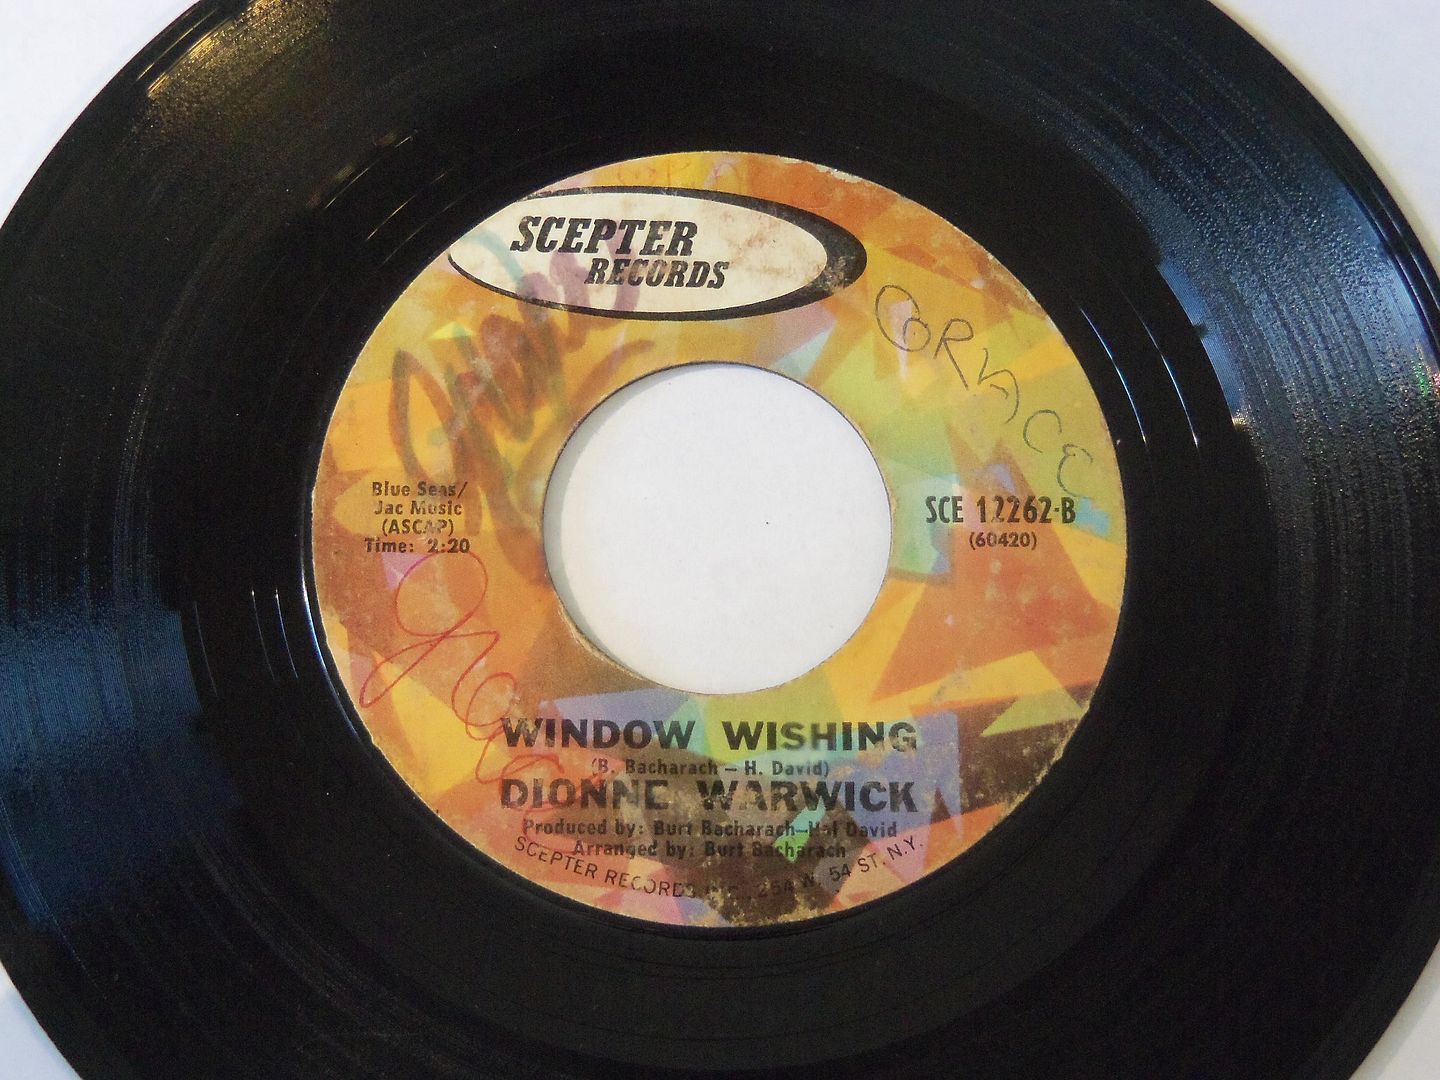 SCEPTER
RECORDS
CORVACE
Blue Seas/
Jac Music
(ASCAP)
Time: 2:20
SCE 12262-B
(60420)
WINDOW WISHING
(B. Bacharach - H. David)
DIONNE WARWICK
Produced by: Burt Bacharach-Hal David
Arranged by: Burt Bacharach
SCEPTER RECORDS INC., 254 W. 54 ST. N.Y.